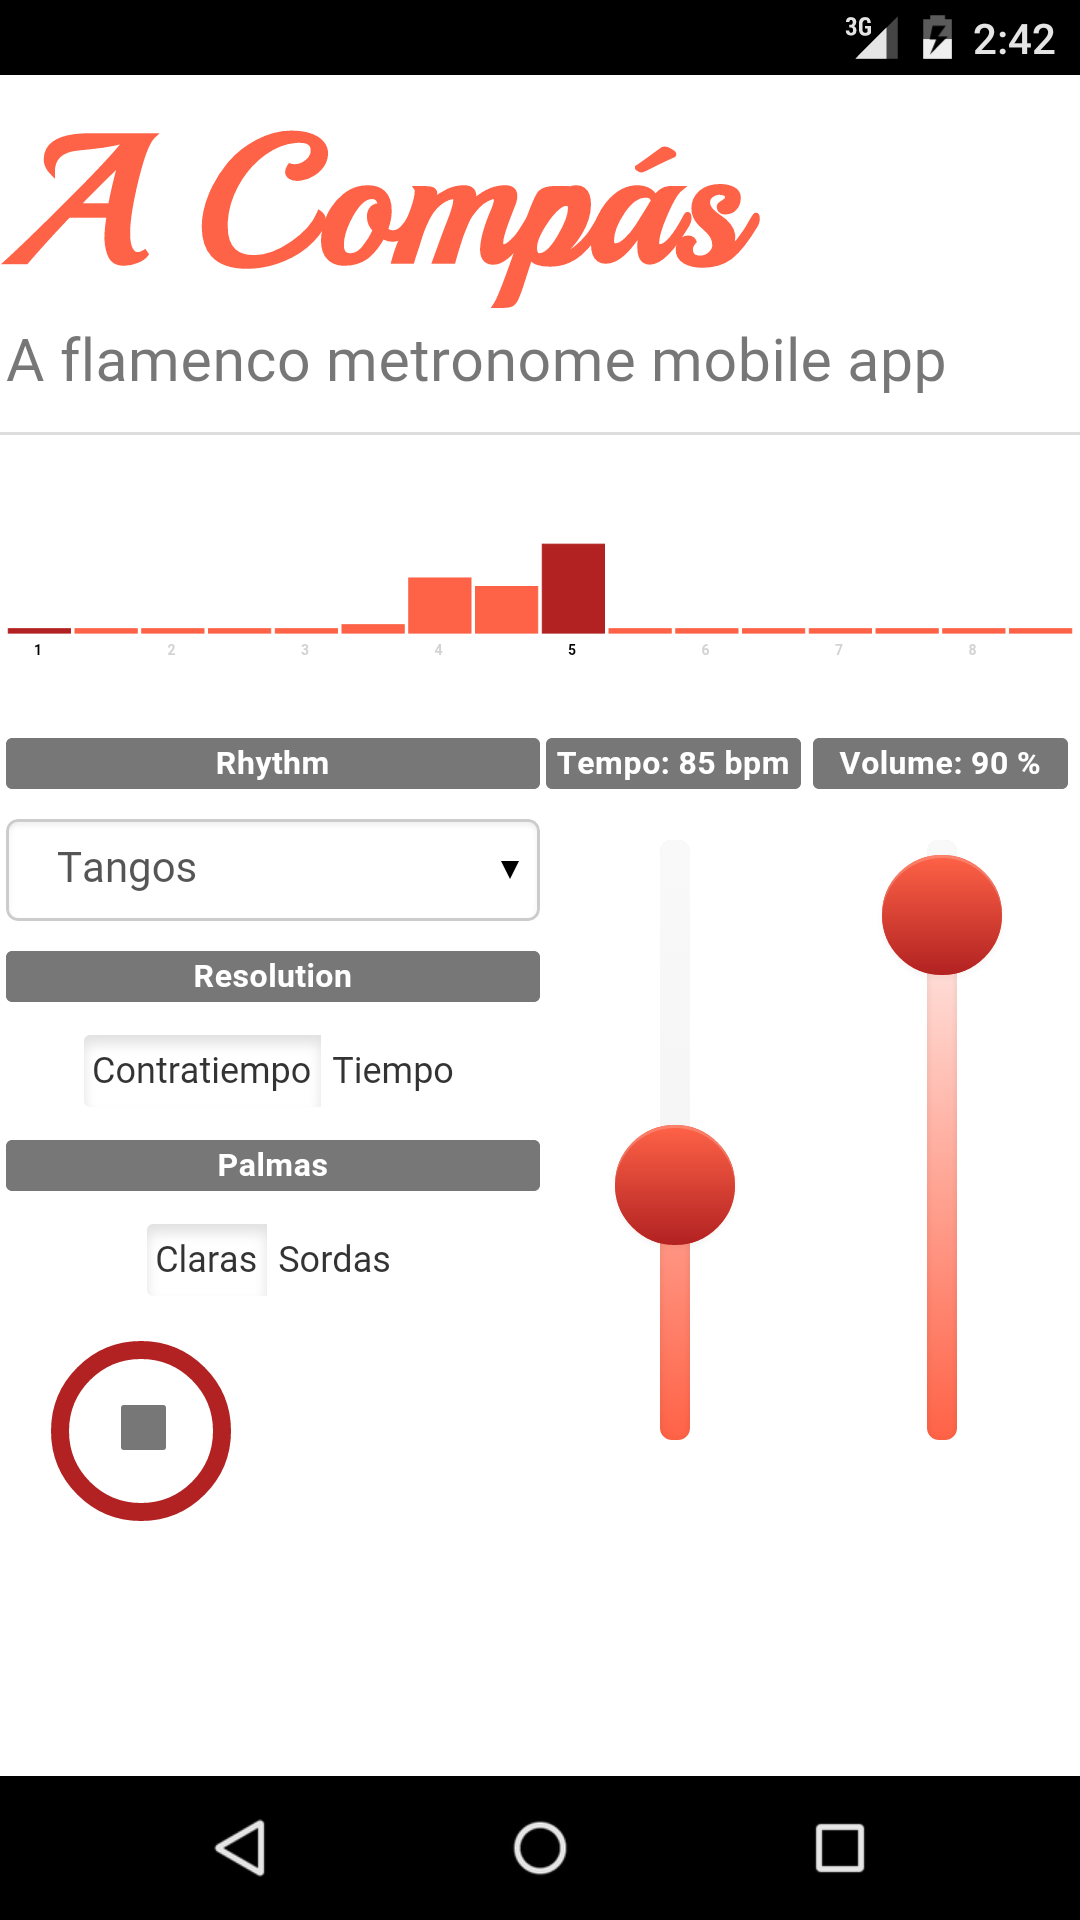 3G 2:42
A Compás
A flamenco metronome mobile app
1 2 3 4 5 6 7 8
Rhythm
Tempo: 85 bpm
Volume: 90 %
Tangos
Resolution
Contratiempo Tiempo
Palmas
Claras Sordas